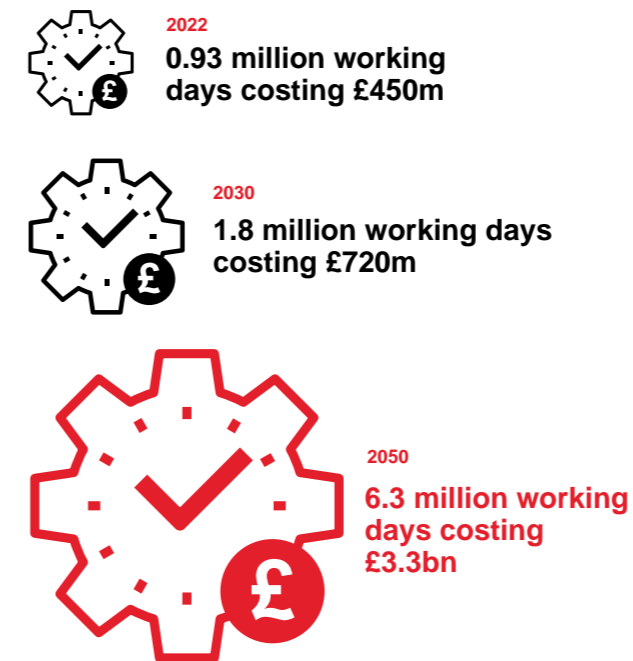 2022
0.93 million working
days costing £450m
£
2030
1.8 million working days
costing £720m
£
2050
6.3 million working
days costing
£3.3bn
£